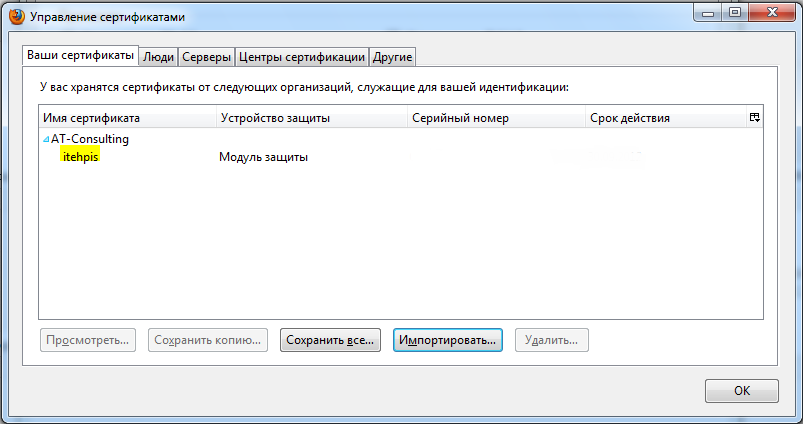 Управление сертификатами
Ваши сертификаты Люди Серверы Центры сертификации Другие
У вас хранятся сертификаты от следующих организаций, служащие для вашей идентификации:
Имя сертификата Устройство защиты Серийный номер Срок действия
AT-Consulting
itehpis Модуль защиты
Просмотреть... Сохранить копию... Сохранить все... Импортировать... Удалить...
OK